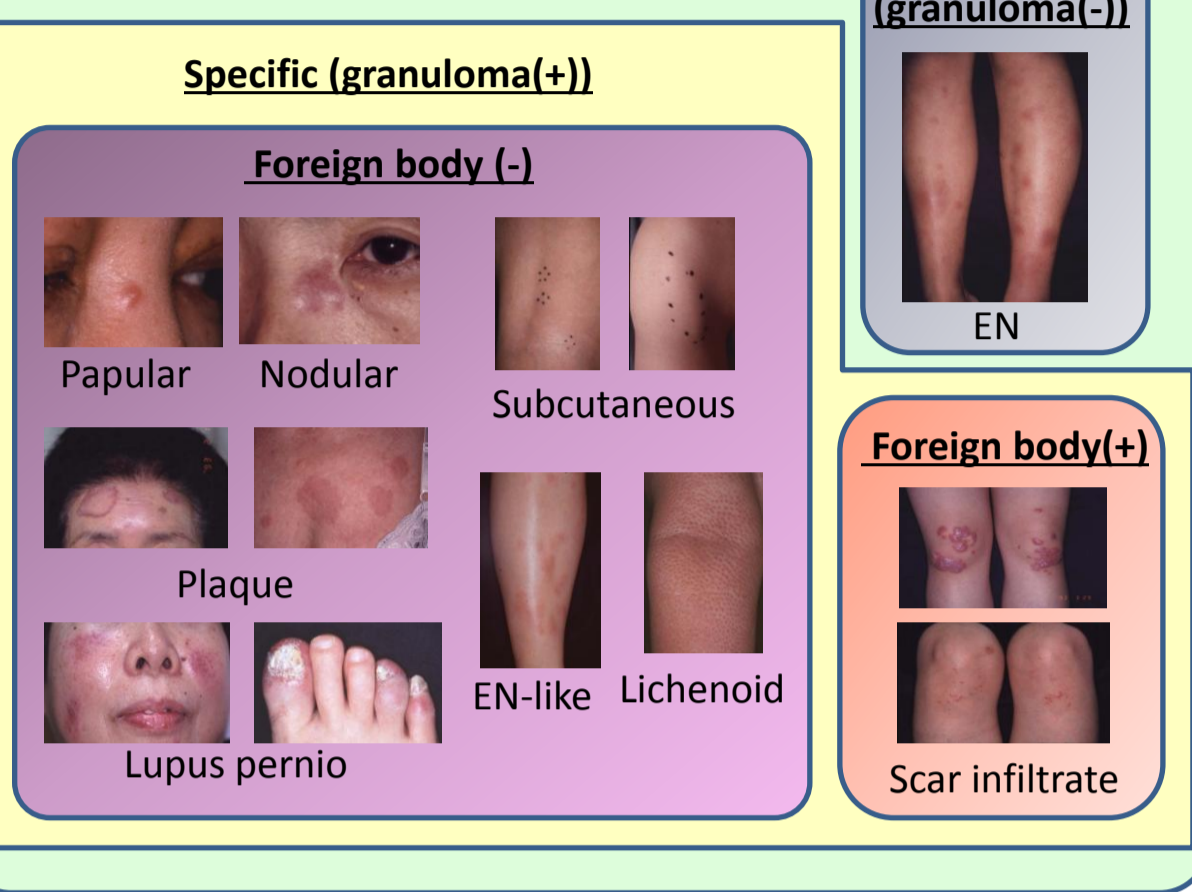 (granuloma(-))
Specific (granuloma(+))
Foreign body (-)
Papular
Nodular
Subcutaneous
Plaque
EN-like
Lichenoid
Lupus pernio
EN
Foreign body(+)
Scar infiltrate